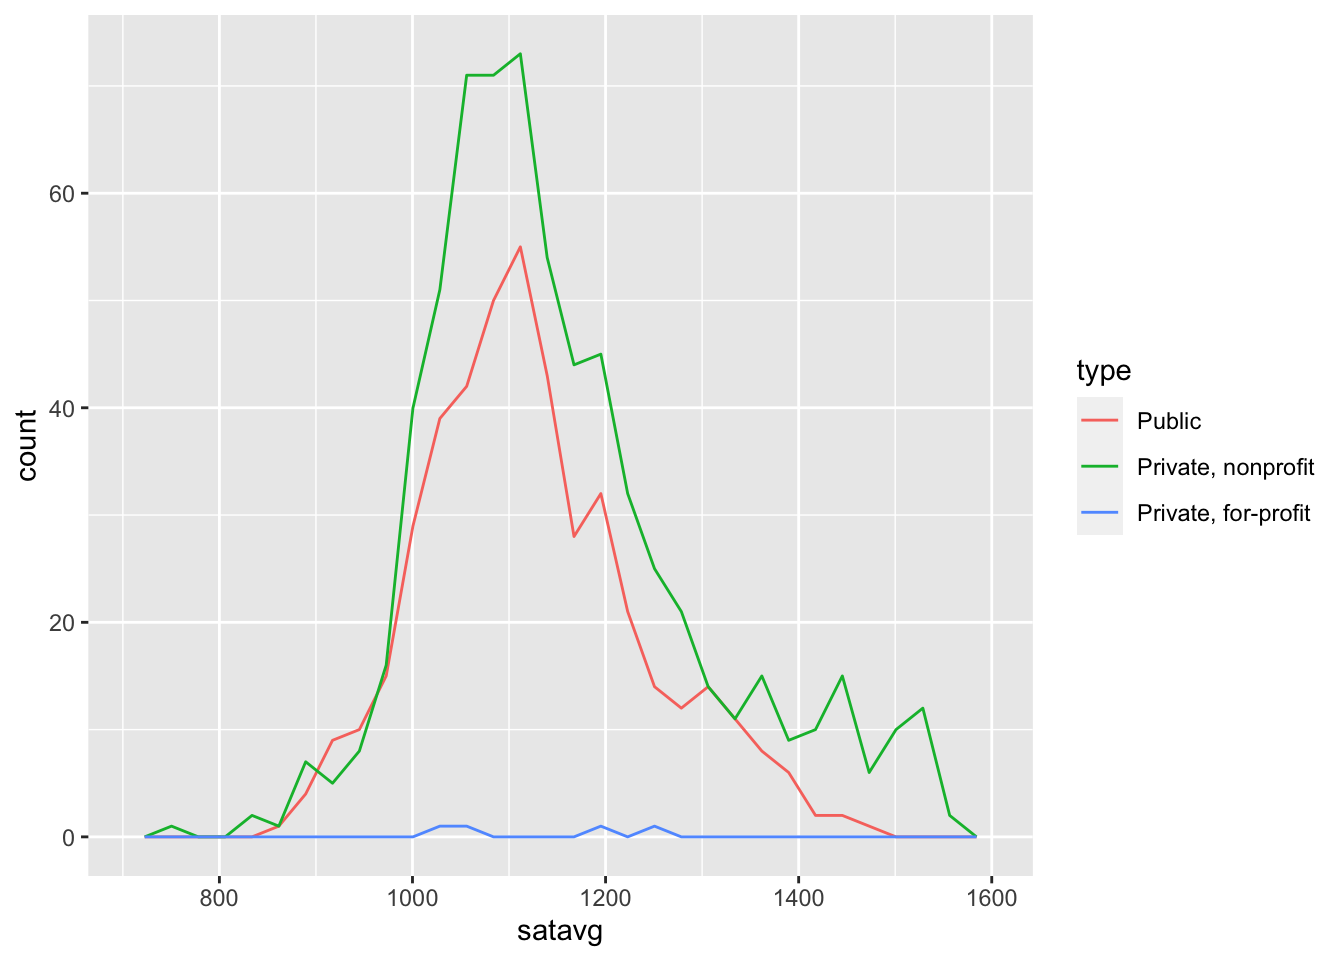 60
40
20
0
count
800 1000 1200 1400 1600
satavg
type
Public
Private, nonprofit
Private, for-profit